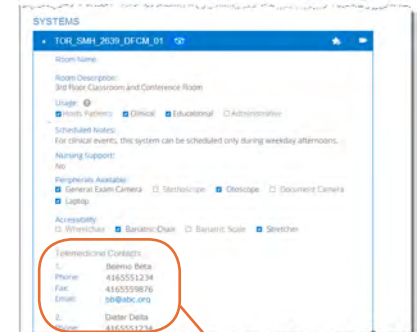 SYSTEMS
TOR_SMH_2639_DFCM_01
Room Name:
Room Description:
3rd Floor Classroom and Conference Room
Usage:
Hosts Patients Clinical Educational Administrative
Scheduled Notes:
For clinical events, this system can be scheduled only during weekday afternoons.
Nursing Support:
No
Peripherals Available:
General Exam Camera Stethoscope Otoscope Document Camera
Laptop
Accessibility:
Wheelchair Bariatric Chair Bariatric Scale Stretcher
Telemedicine Contacts
1. Beemo Beta
Phone: 4165551234
Fax: 4165559876
Email: bb@abc.org
2. Dieter Delta
Phone: 4165551234